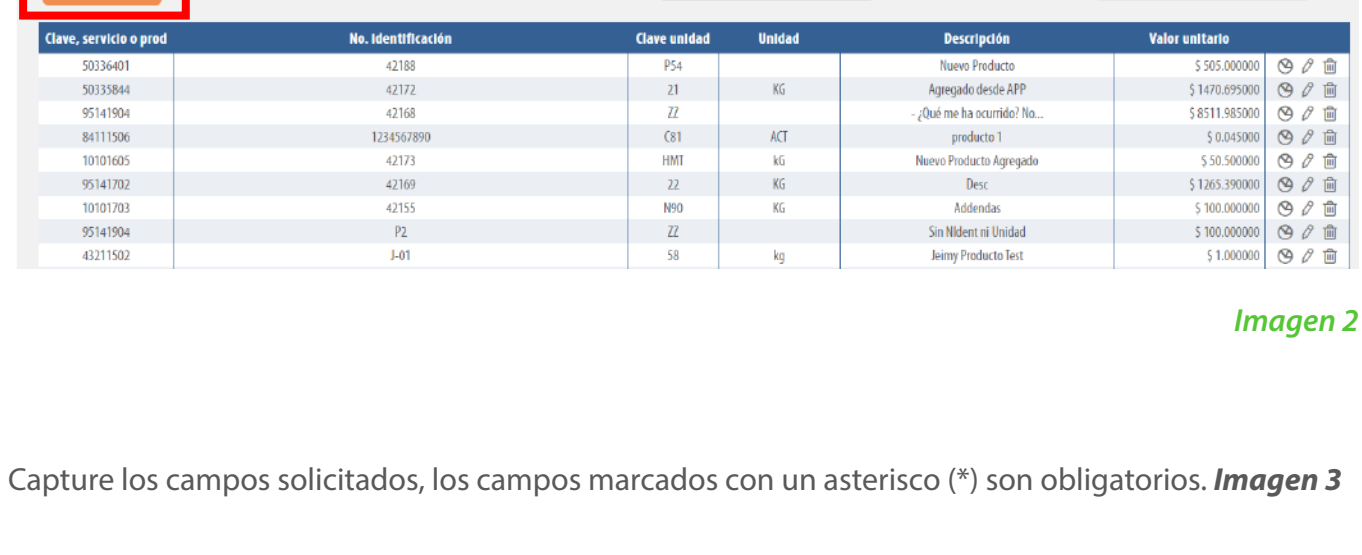 Clave, servicio o prod No. Identificación Clave unidad Unidad Descripción Valor unitario
50336401 42188 P54 Nuevo Producto $ 505.000000
50335844 42172 21 KG Agregado desde APP $ 1470.695000
95141904 42168 ZZ - ¿Qué me ha ocurrido? No... $ 8511.985000
84111506 1234567890 C81 ACT producto 1 $ 0.045000
10101605 42173 HMT kG Nuevo Producto Agregado $ 50.500000
95141702 42169 22 KG Desc $ 1265.390000
10101703 42155 N90 KG Addendas $ 100.000000
95141904 P2 ZZ Sin NIdent ni Unidad $ 100.000000
43211502 J-01 58 kg Jeimy Producto Test $ 1.000000
Imagen 2
Capture los campos solicitados, los campos marcados con un asterisco (*) son obligatorios. Imagen 3